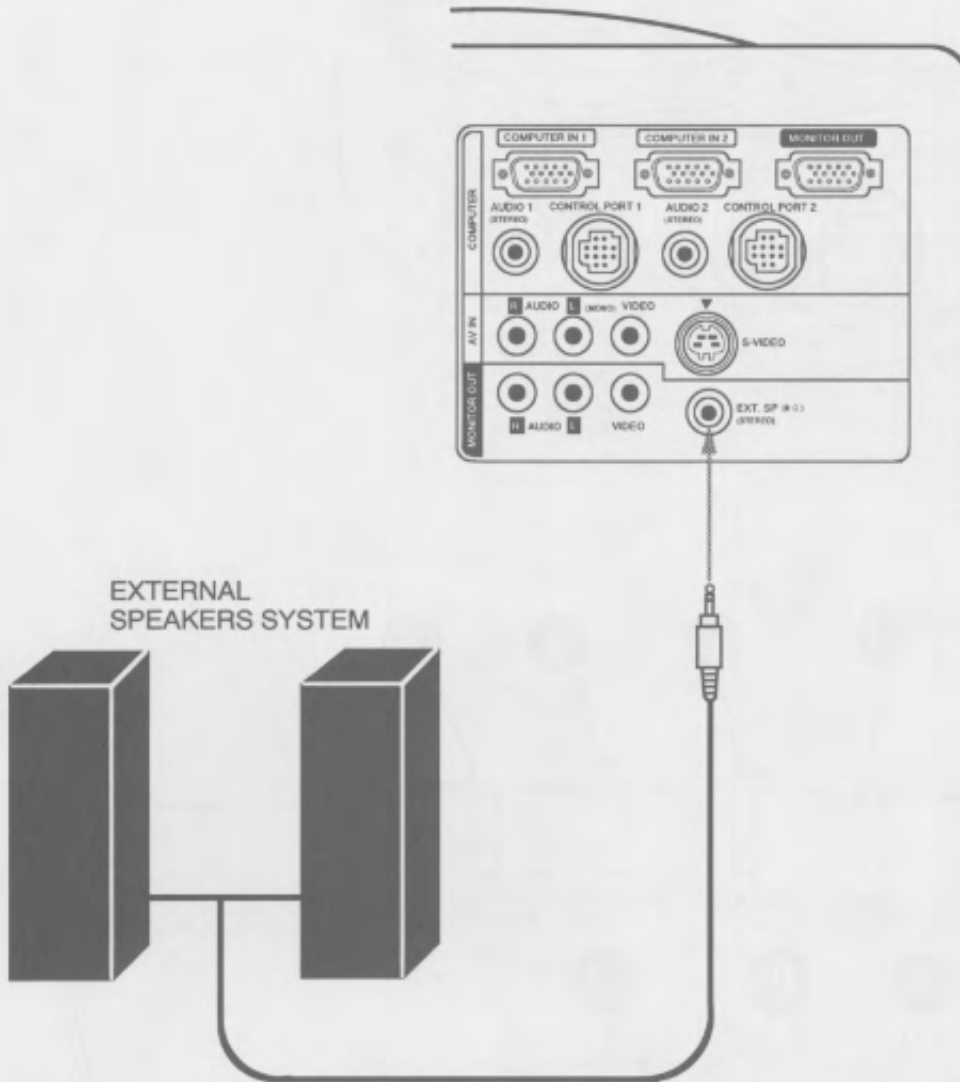 COMPUTER IN 1 COMPUTER IN 2 MONITOR OUT
COMPUTER
AUDIO 1 CONTROL PORT 1 AUDIO 2 CONTROL PORT 2
(STEREO) (STEREO)
AV IN
R AUDIO L (MONO) VIDEO
S-VIDEO
MONITOR OUT
EXT. SP
(STEREO)
R AUDIO L VIDEO
EXTERNAL
SPEAKERS SYSTEM